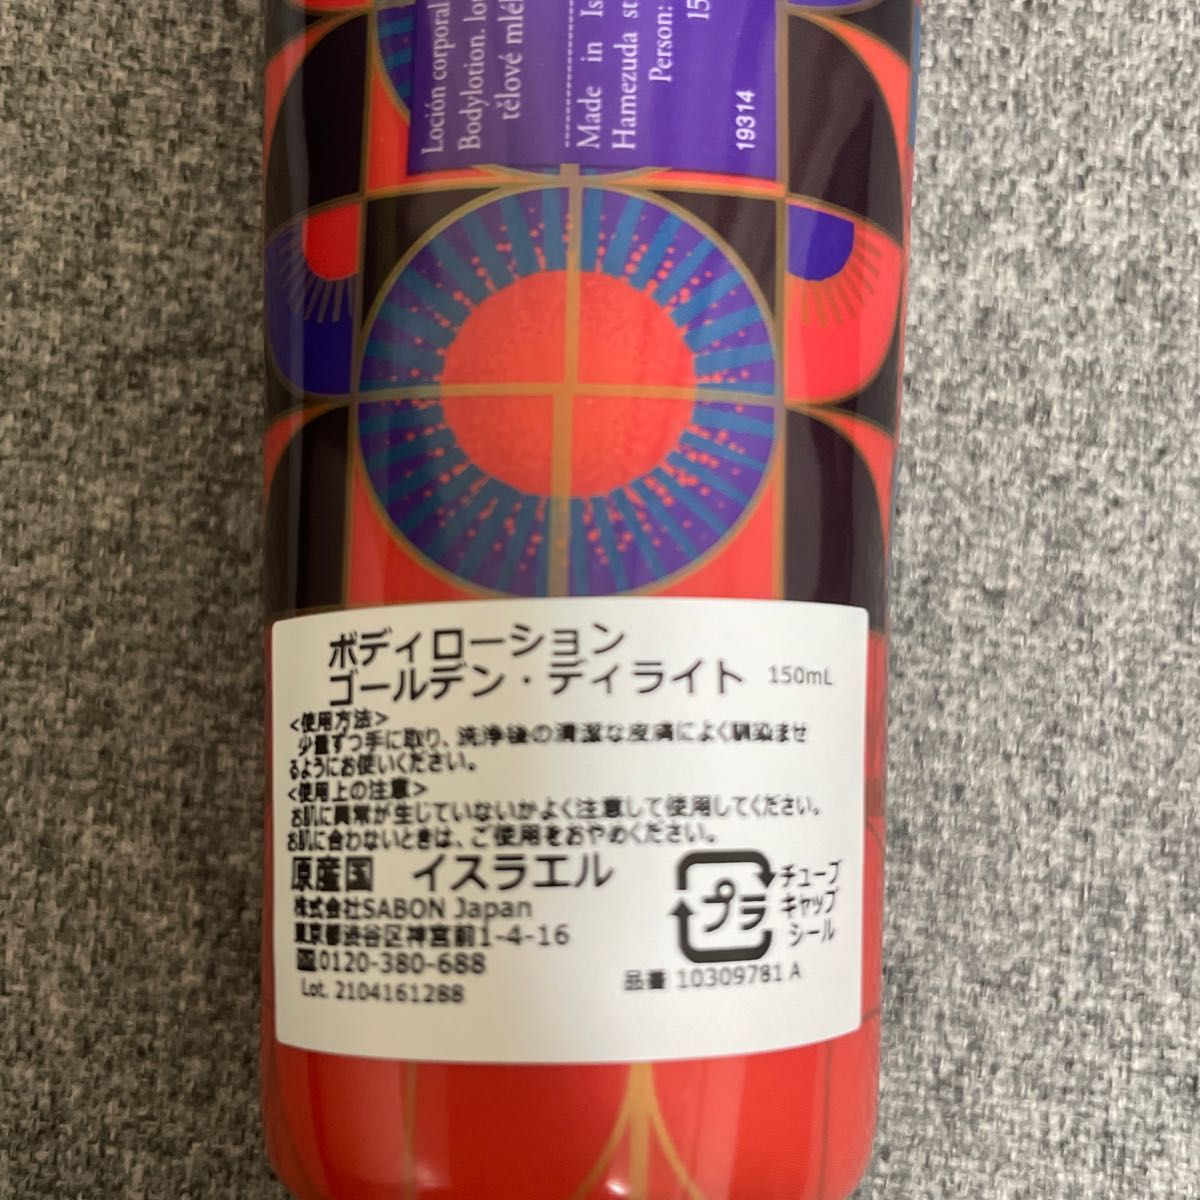 Loción corporal
Bodylotion. lo
tělové mlé
Made in Is
Hamezuda st
Person:
15
19314
ボディローション
ゴールデン・ディライト 150mL
<使用方法>
少量ずつ手に取り、洗浄後の清潔な皮膚によく馴染ませ
るようにお使いください。
<使用上の注意>
お肌に異常が生じていないかよく注意して使用してください。
お肌に合わないときは、ご使用をおやめください。
原産国 イスラエル
株式会社SABON Japan
東京都渋谷区神宮前1-4-16
0120-380-688
Lot. 2104161288
プラ
チューブ
キャップ
シール
品番 10309781 A